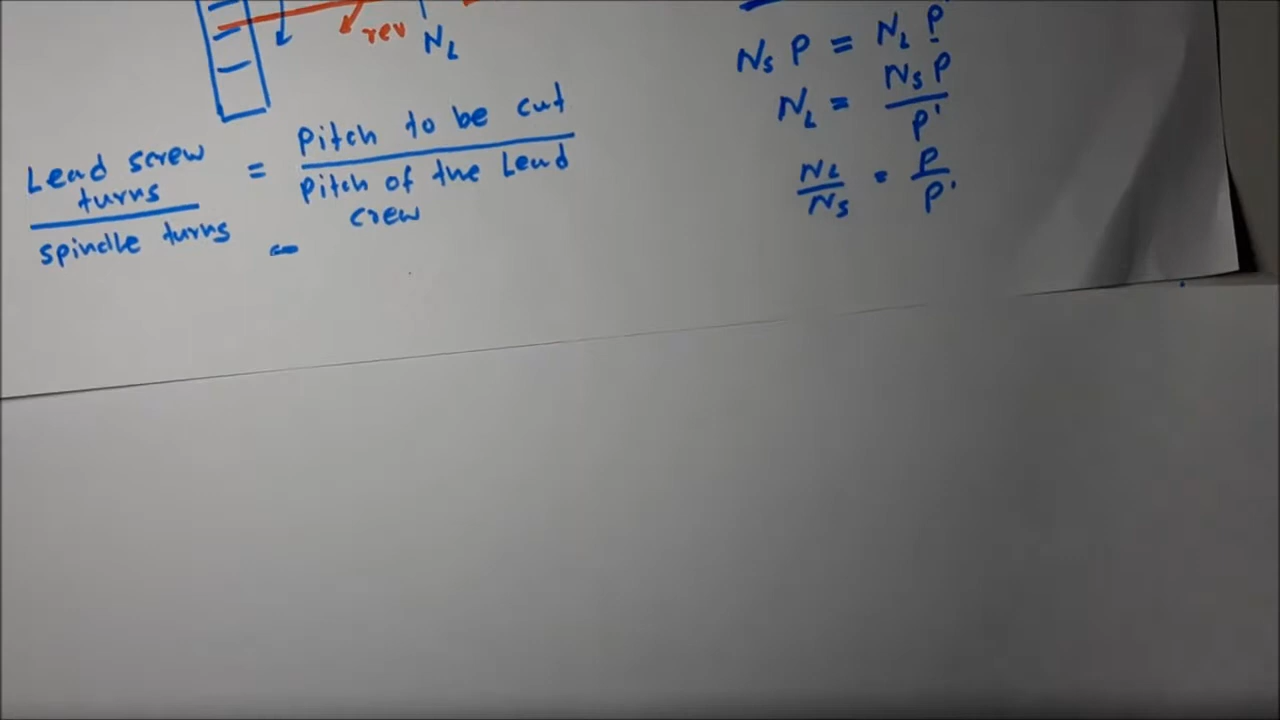 rev
N_L
Lead screw turns / spindle turns = Pitch to be cut / Pitch of the Lead crew
=
N_S P = N_L P'
N_L = N_S P / P'
N_L / N_S = P / P'